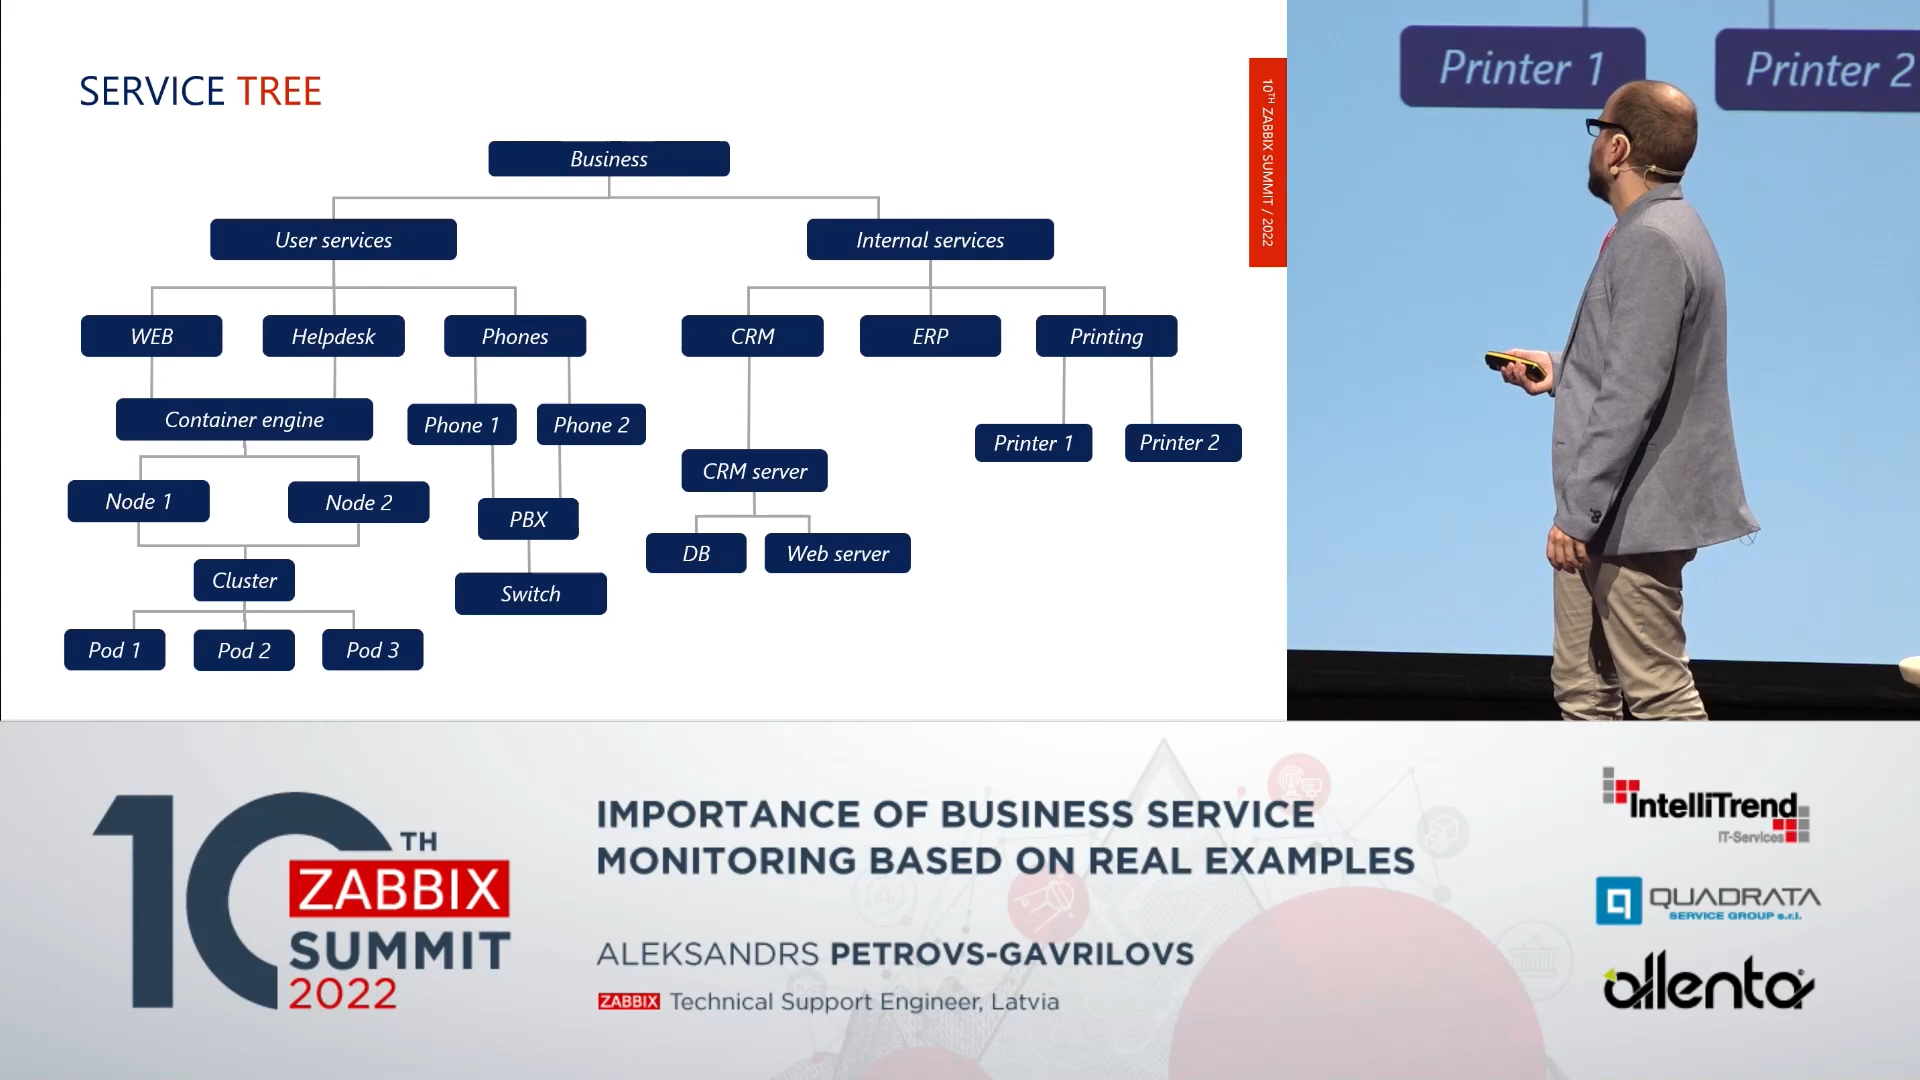 SERVICE TREE
Business
User services
Internal services
WEB
Helpdesk
Phones
CRM
ERP
Printing
Container engine
Phone 1
Phone 2
Printer 1
Printer 2
CRM server
Node 1
Node 2
PBX
DB
Web server
Cluster
Switch
Pod 1
Pod 2
Pod 3
10TH ZABBIX SUMMIT / 2022
Printer 1
Printer 2
10TH
ZABBIX
SUMMIT
2022
IMPORTANCE OF BUSINESS SERVICE
MONITORING BASED ON REAL EXAMPLES
ALEKSANDRS PETROVS-GAVRILOVS
ZABBIX Technical Support Engineer, Latvia
IntelliTrend
IT-Services
QUADRATA
SERVICE GROUP s.r.l.
allenta